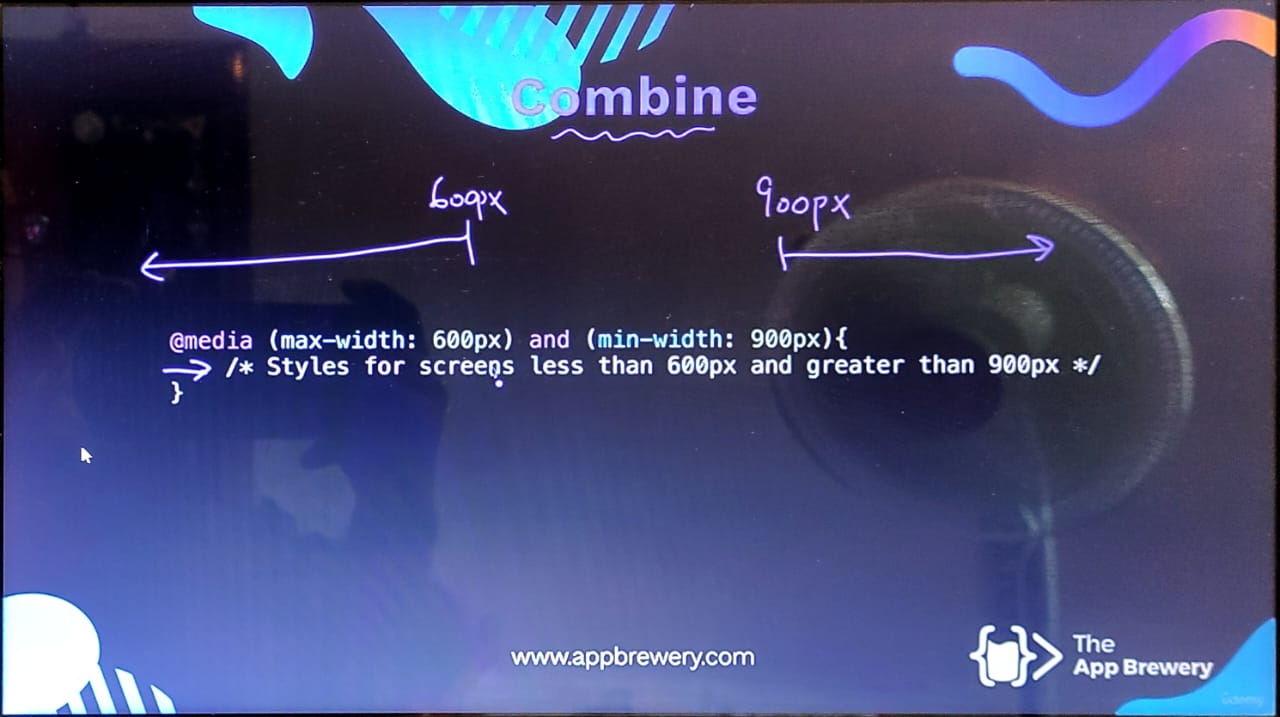 Combine
600px 900px
@media (max-width: 600px) and (min-width: 900px){
/* Styles for screens less than 600px and greater than 900px */
}
www.appbrewery.com
The
App Brewery
ûdemy